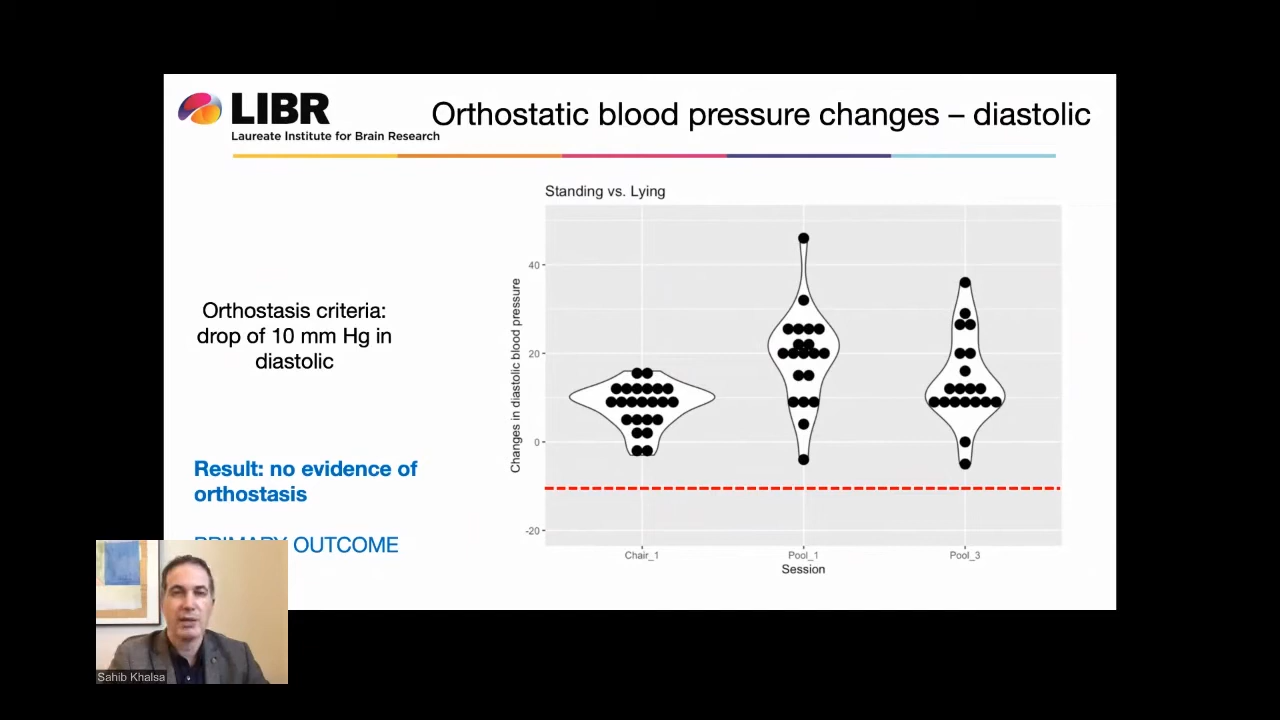 LIBR
Laureate Institute for Brain Research
Orthostatic blood pressure changes – diastolic
Orthostasis criteria:
drop of 10 mm Hg in
diastolic
Result: no evidence of
orthostasis
PRIMARY OUTCOME
Standing vs. Lying
Changes in diastolic blood pressure
40
20
0
-20
Chair_1
Pool_1
Pool_3
Session
Sahib Khalsa